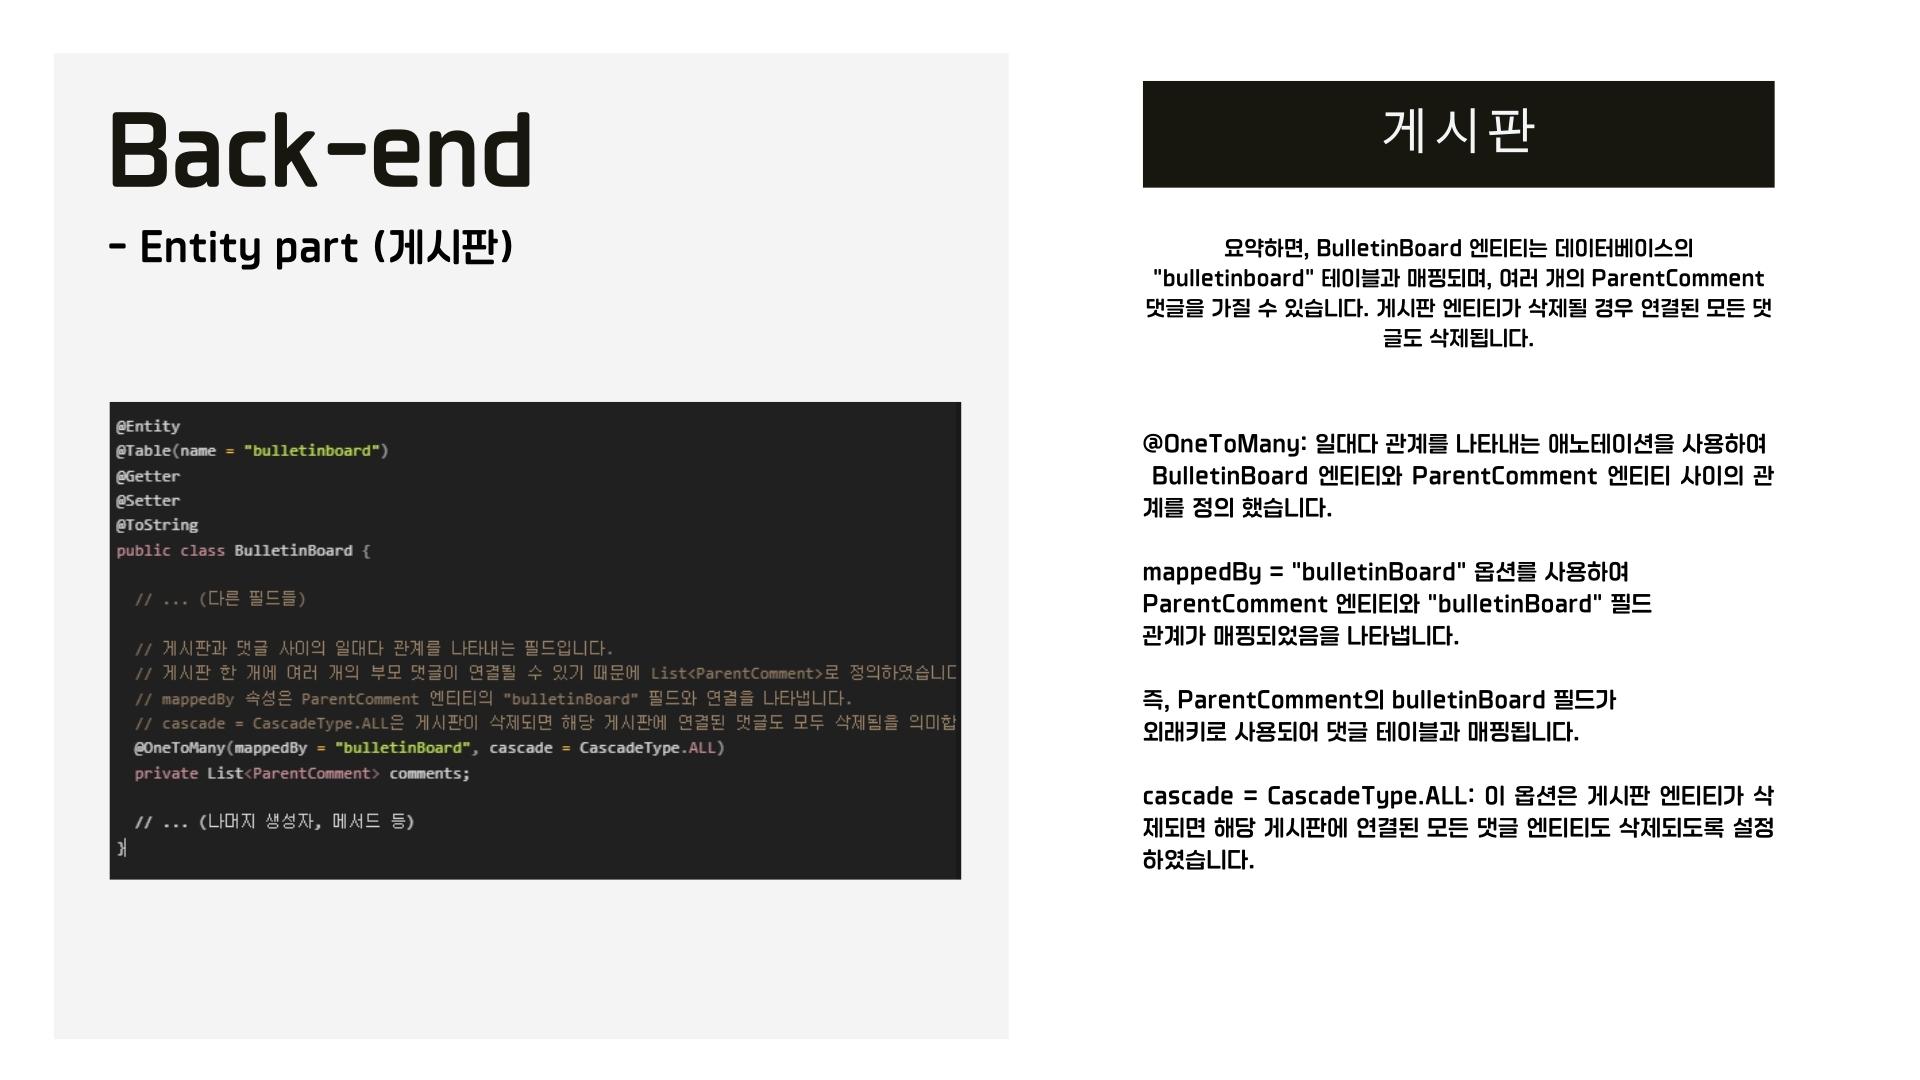 Back-end
- Entity part (게시판)
@Entity
@Table(name = "bulletinboard")
@Getter
@Setter
@ToString
public class BulletinBoard {
// ... (다른 필드들)
// 게시판과 댓글 사이의 일대다 관계를 나타내는 필드입니다.
// 게시판 한 개에 여러 개의 부모 댓글이 연결될 수 있기 때문에 List<ParentComment>로 정의하였습니
// mappedBy 속성은 ParentComment 엔티티의 "bulletinBoard" 필드와 연결을 나타냅니다.
// cascade = CascadeType.ALL은 게시판이 삭제되면 해당 게시판에 연결된 댓글도 모두 삭제됨을 의미합
@OneToMany(mappedBy = "bulletinBoard", cascade = CascadeType.ALL)
private List<ParentComment> comments;
// ... (나머지 생성자, 메서드 등)
}
게시판
요약하면, BulletinBoard 엔티티는 데이터베이스의
"bulletinboard" 테이블과 매핑되며, 여러 개의 ParentComment
댓글을 가질 수 있습니다. 게시판 엔티티가 삭제될 경우 연결된 모든 댓
글도 삭제됩니다.
@OneToMany: 일대다 관계를 나타내는 애노테이션을 사용하여
BulletinBoard 엔티티와 ParentComment 엔티티 사이의 관
계를 정의 했습니다.
mappedBy = "bulletinBoard" 옵션를 사용하여
ParentComment 엔티티와 "bulletinBoard" 필드
관계가 매핑되었음을 나타냅니다.
즉, ParentComment의 bulletinBoard 필드가
외래키로 사용되어 댓글 테이블과 매핑됩니다.
cascade = CascadeType.ALL: 이 옵션은 게시판 엔티티가 삭
제되면 해당 게시판에 연결된 모든 댓글 엔티티도 삭제되도록 설정
하였습니다.